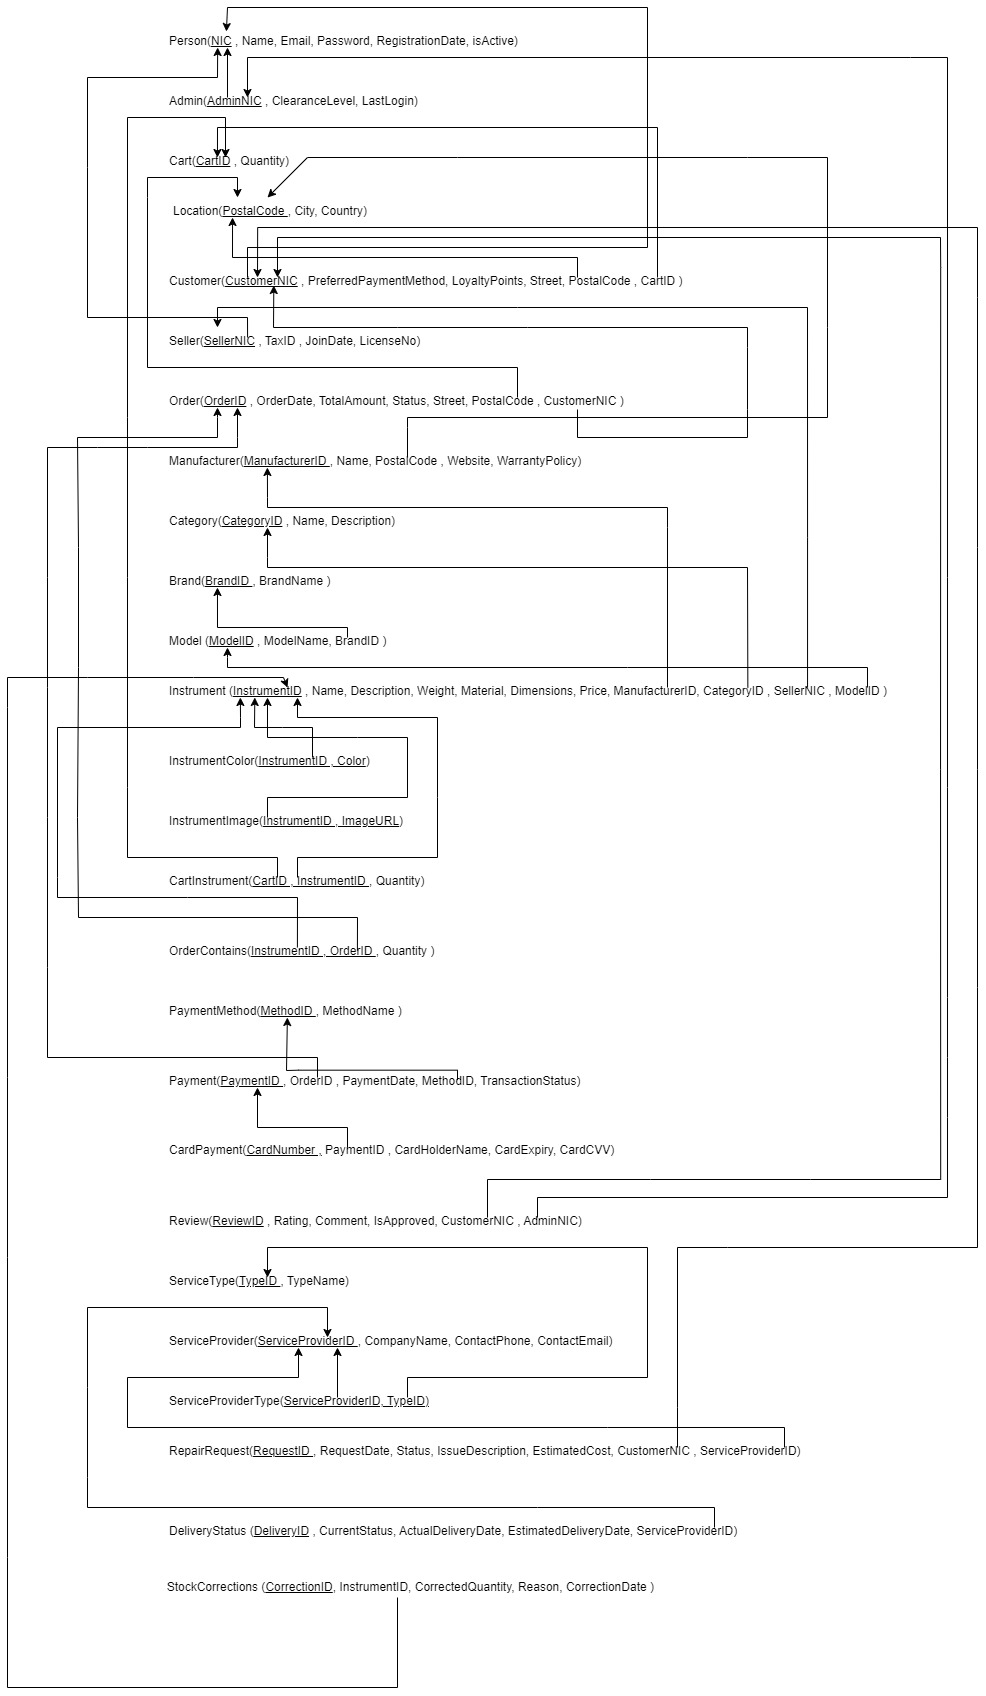 Person(NIC , Name, Email, Password, RegistrationDate, isActive)
Admin(AdminNIC , ClearanceLevel, LastLogin)
Cart(CartID , Quantity)
Location(PostalCode , City, Country)
Customer(CustomerNIC , PreferredPaymentMethod, LoyaltyPoints, Street, PostalCode , CartID )
Seller(SellerNIC , TaxID , JoinDate, LicenseNo)
Order(OrderID , OrderDate, TotalAmount, Status, Street, PostalCode , CustomerNIC )
Manufacturer(ManufacturerID , Name, PostalCode , Website, WarrantyPolicy)
Category(CategoryID , Name, Description)
Brand(BrandID , BrandName )
Model (ModelID , ModelName, BrandID )
Instrument (InstrumentID , Name, Description, Weight, Material, Dimensions, Price, ManufacturerID, CategoryID , SellerNIC , ModelID )
InstrumentColor(InstrumentID , Color)
InstrumentImage(InstrumentID , ImageURL)
CartInstrument(CartID , InstrumentID , Quantity)
OrderContains(InstrumentID , OrderID , Quantity )
PaymentMethod(MethodID , MethodName )
Payment(PaymentID , OrderID , PaymentDate, MethodID, TransactionStatus)
CardPayment(CardNumber , PaymentID , CardHolderName, CardExpiry, CardCVV)
Review(ReviewID , Rating, Comment, IsApproved, CustomerNIC , AdminNIC)
ServiceType(TypeID , TypeName)
ServiceProvider(ServiceProviderID , CompanyName, ContactPhone, ContactEmail)
ServiceProviderType(ServiceProviderID, TypeID)
RepairRequest(RequestID , RequestDate, Status, IssueDescription, EstimatedCost, CustomerNIC , ServiceProviderID)
DeliveryStatus (DeliveryID , CurrentStatus, ActualDeliveryDate, EstimatedDeliveryDate, ServiceProviderID)
StockCorrections (CorrectionID, InstrumentID, CorrectedQuantity, Reason, CorrectionDate )